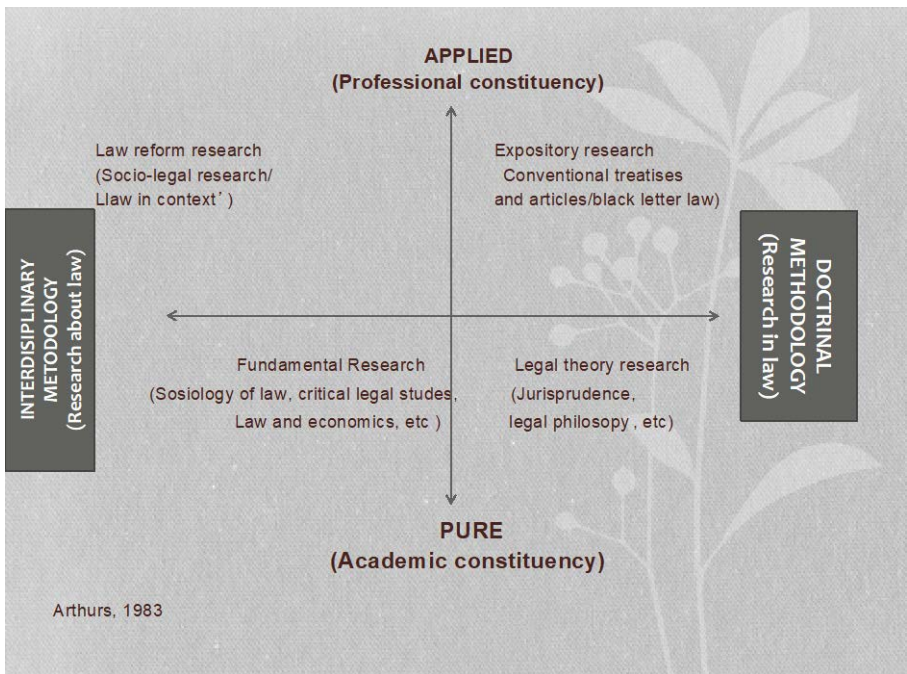 APPLIED
(Professional constituency)
Law reform research
(Socio-legal research/
Llaw in context´ )
Expository research
Conventional treatises
and articles/black letter law)
INTERDISIPLINARY
METODOLOGY
(Research about law)
DOCTRINAL
METHODOLOGY
(Research in law)
Fundamental Research
(Sosiology of law, critical legal studies,
Law and economics, etc )
Legal theory research
(Jurisprudence,
legal philosopy , etc)
PURE
(Academic constituency)
Arthurs, 1983